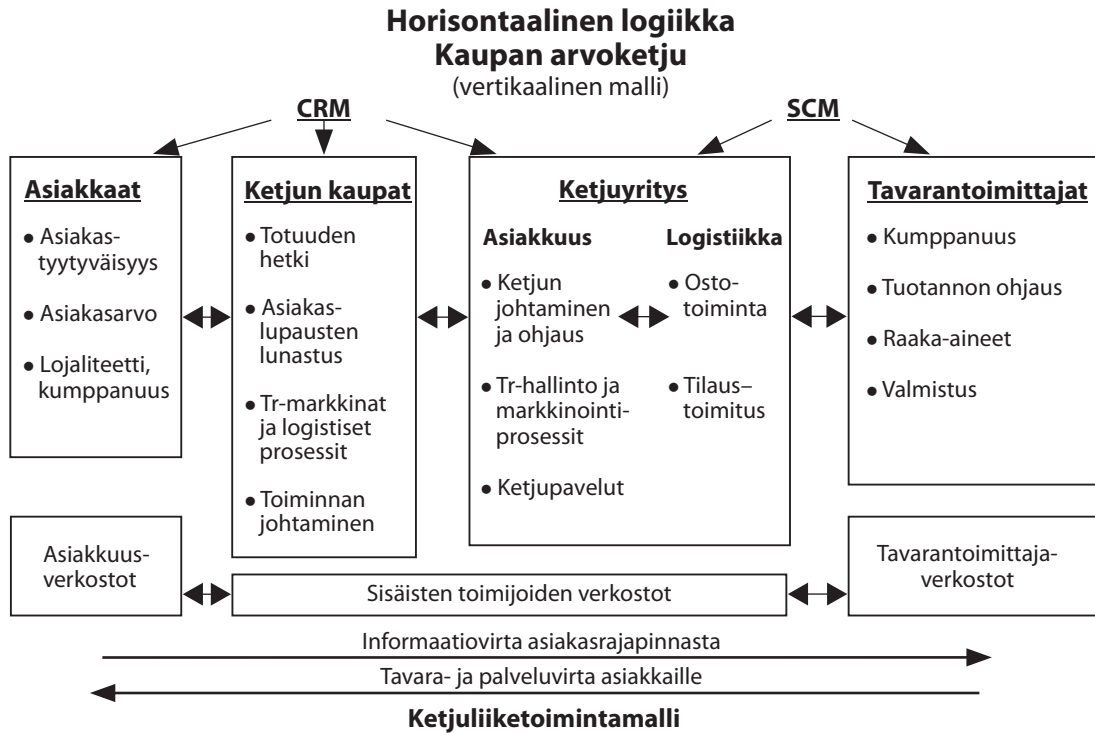 Horisontaalinen logiikka
Kaupan arvoketju
(vertikaalinen malli)
CRM
SCM
Asiakkaat
• Asiakas-
tyytyväisyys
• Asiakasarvo
• Lojaliteetti,
kumppanuus
Ketjun kaupat
• Totuuden
hetki
• Asiakas-
lupausten
lunastus
• Tr-markkinat
ja logistiset
prosessit
• Toiminnan
johtaminen
Ketjuyritys
Asiakkuus
• Ketjun
johtaminen
ja ohjaus
• Tr-hallinto ja
markkinointi-
prosessit
• Ketjupavelut
Logistiikka
• Osto-
toiminta
• Tilaus–
toimitus
Tavarantoimittajat
• Kumppanuus
• Tuotannon ohjaus
• Raaka-aineet
• Valmistus
Asiakkuus-
verkostot
Sisäisten toimijoiden verkostot
Tavarantoimittaja-
verkostot
Informaatiovirta asiakasrajapinnasta
Tavara- ja palveluvirta asiakkaille
Ketjuliiketoimintamalli